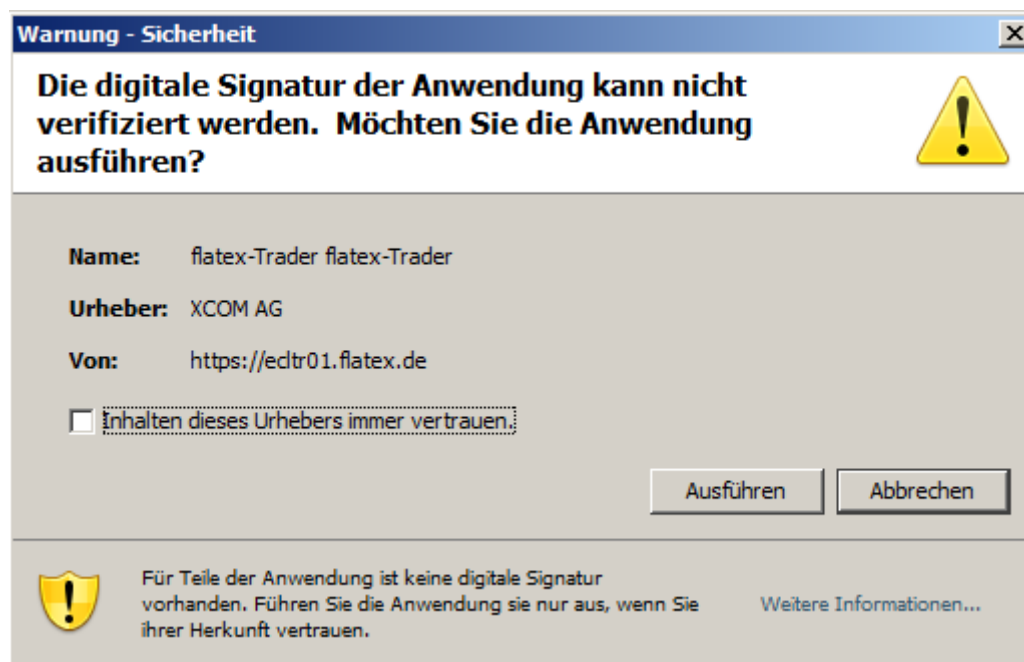 Warnung - Sicherheit
Die digitale Signatur der Anwendung kann nicht
verifiziert werden. Möchten Sie die Anwendung
ausführen?
Name: flatex-Trader flatex-Trader
Urheber: XCOM AG
Von: https://ecltr01.flatex.de
Inhalten dieses Urhebers immer vertrauen.
Ausführen Abbrechen
Für Teile der Anwendung ist keine digitale Signatur
vorhanden. Führen Sie die Anwendung sie nur aus, wenn Sie Weitere Informationen...
ihrer Herkunft vertrauen.